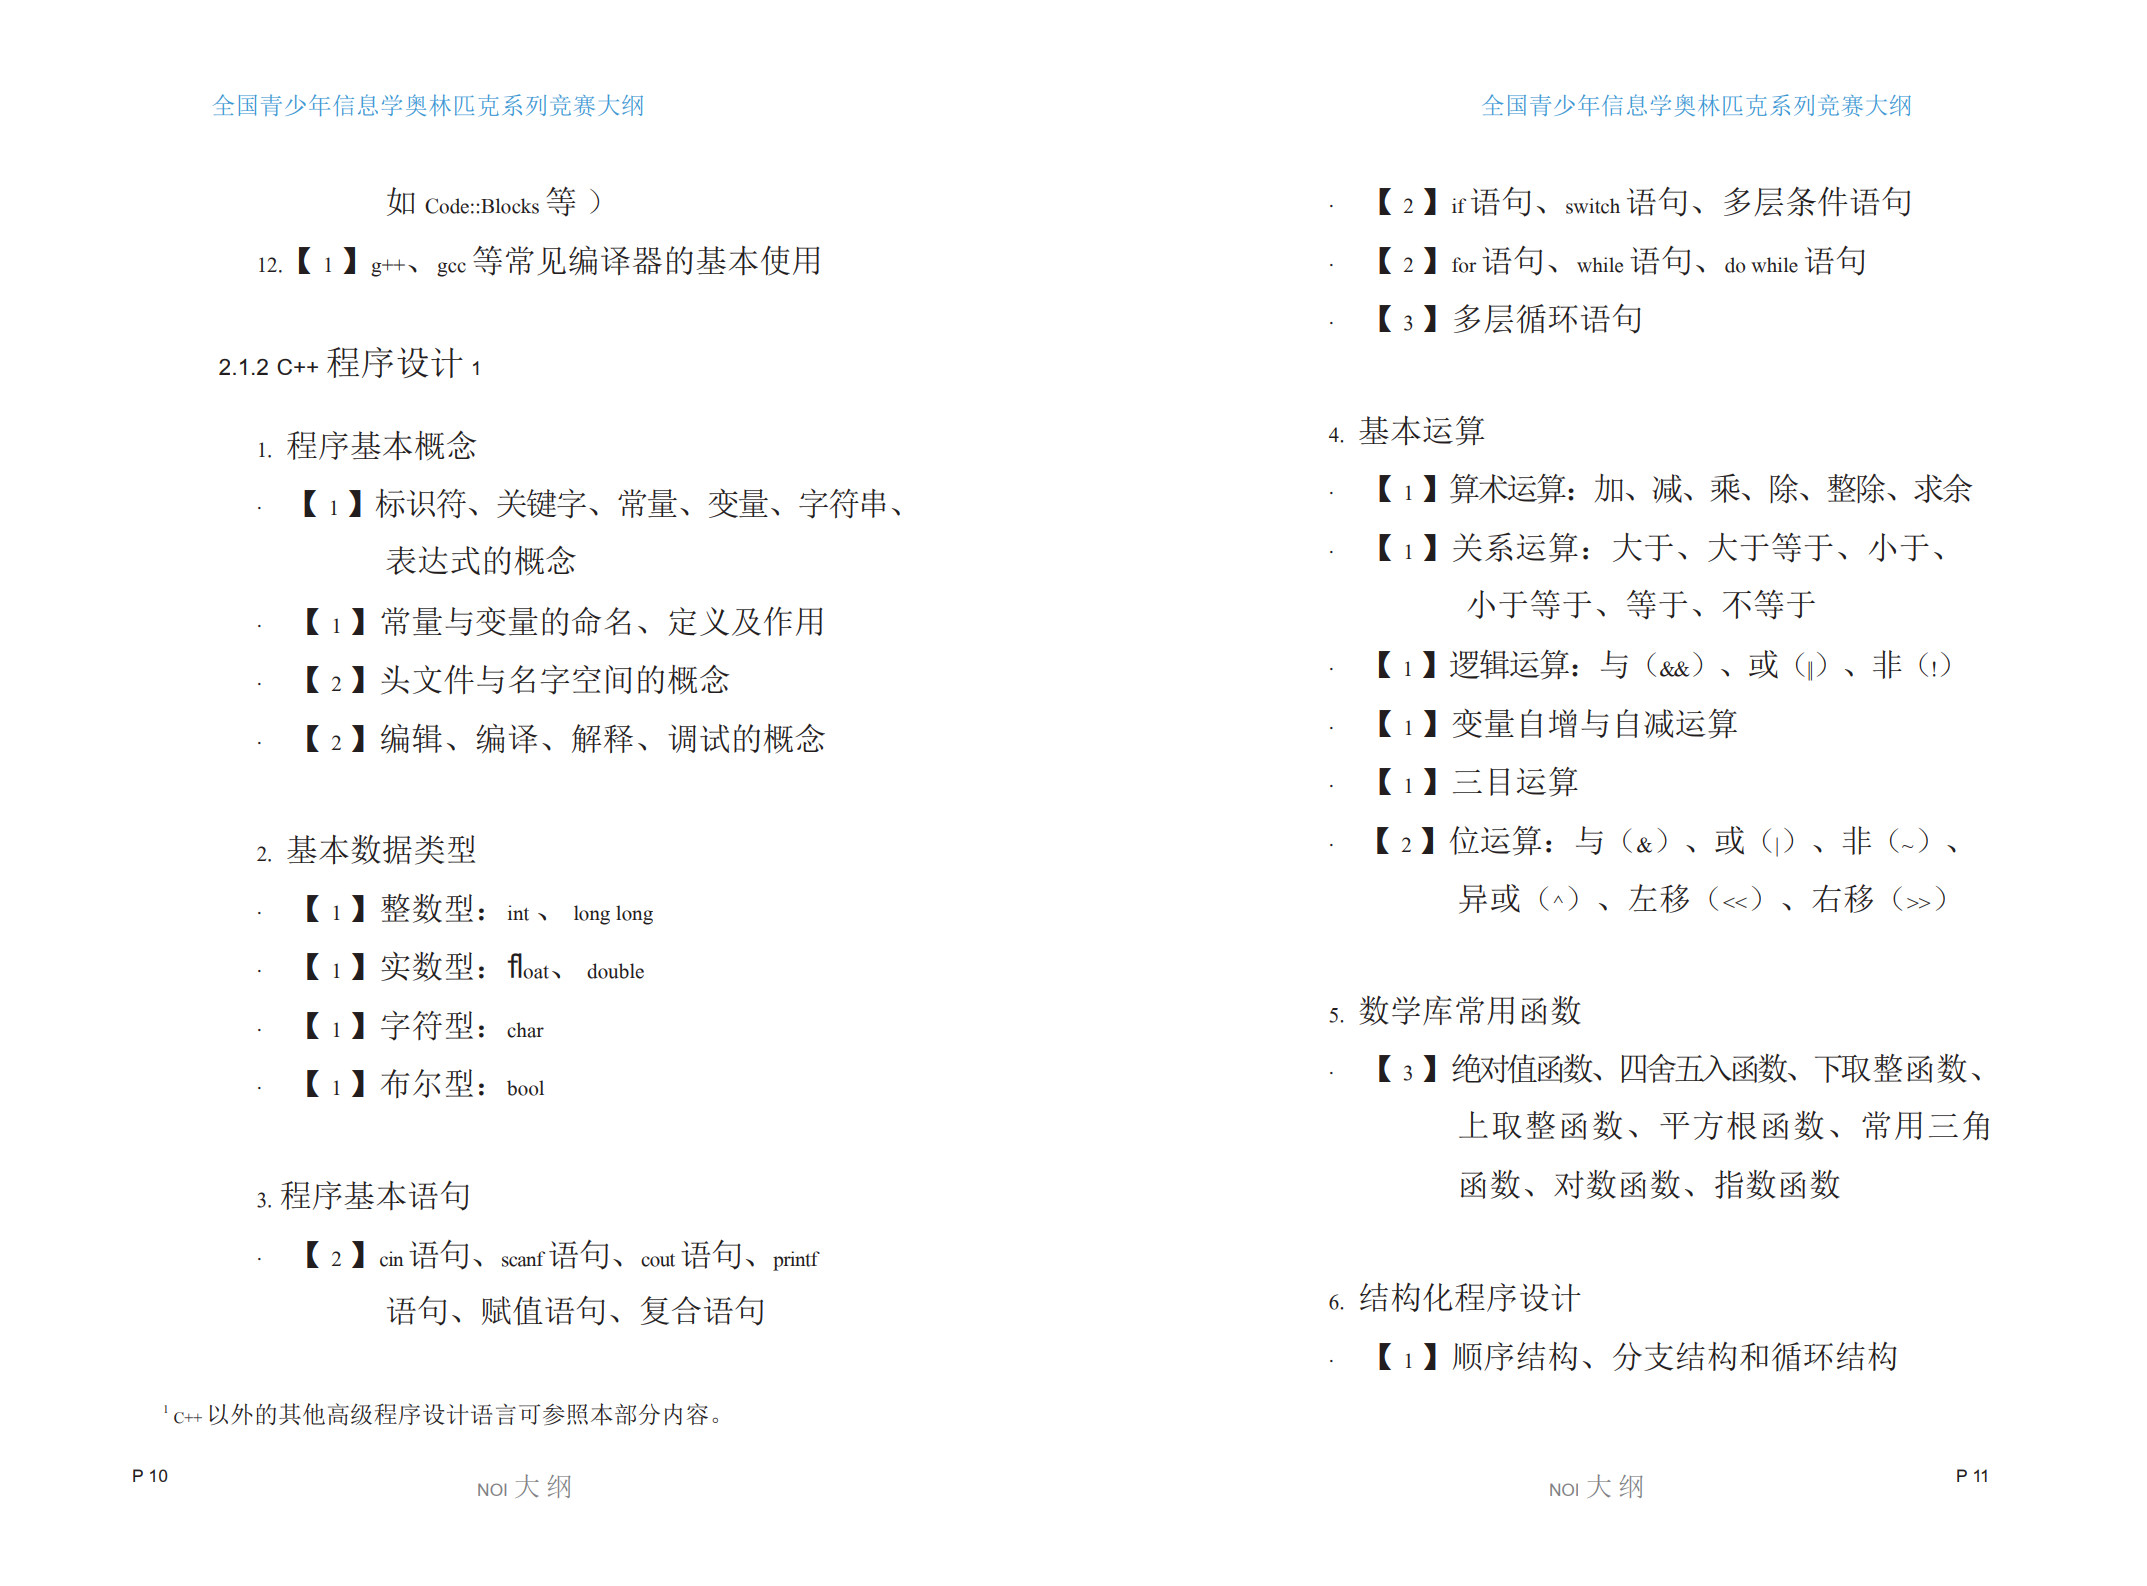 全国青少年信息学奥林匹克系列竞赛大纲
如 Code::Blocks 等 ）
12.【 1 】g++、gcc 等常见编译器的基本使用
2.1.2 C++ 程序设计 1
1. 程序基本概念
· 【 1 】标识符、关键字、常量、变量、字符串、
表达式的概念
· 【 1 】常量与变量的命名、定义及作用
· 【 2 】头文件与名字空间的概念
· 【 2 】编辑、编译、解释、调试的概念
2. 基本数据类型
· 【 1 】整数型：int 、 long long
· 【 1 】实数型：float、 double
· 【 1 】字符型：char
· 【 1 】布尔型：bool
3. 程序基本语句
· 【 2 】cin 语句、scanf 语句、cout 语句、printf
语句、赋值语句、复合语句
1 C++ 以外的其他高级程序设计语言可参照本部分内容。
P 10
NOI 大 纲
全国青少年信息学奥林匹克系列竞赛大纲
· 【 2 】if 语句、switch 语句、多层条件语句
· 【 2 】for 语句、while 语句、do while 语句
· 【 3 】多层循环语句
4. 基本运算
· 【 1 】算术运算：加、减、乘、除、整除、求余
· 【 1 】关系运算：大于、大于等于、小于、
小于等于、等于、不等于
· 【 1 】逻辑运算：与（&&）、或（||）、非（!）
· 【 1 】变量自增与自减运算
· 【 1 】三目运算
· 【 2 】位运算：与（&）、或（|）、非（~）、
异或（^）、左移（<<）、右移（>>）
5. 数学库常用函数
· 【 3 】绝对值函数、四舍五入函数、下取整函数、
上取整函数、平方根函数、常用三角
函数、对数函数、指数函数
6. 结构化程序设计
· 【 1 】顺序结构、分支结构和循环结构
NOI 大 纲
P 11